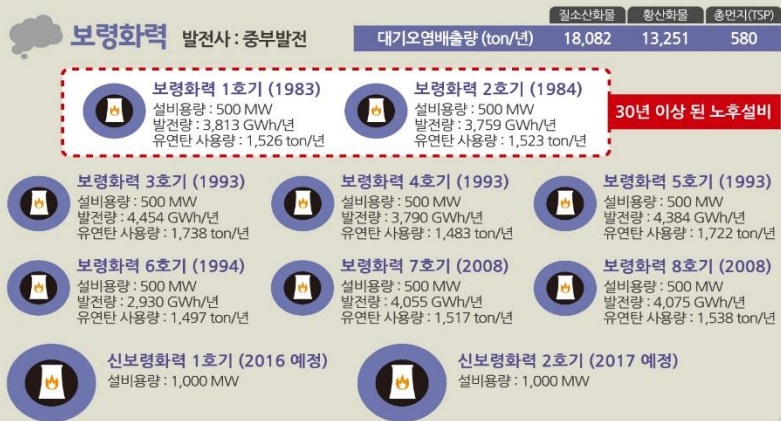 보령화력 발전사 : 중부발전
질소산화물 황산화물 총먼지(TSP)
대기오염배출량 (ton/년) 18,082 13,251 580
보령화력 1호기 (1983)
설비용량 : 500 MW
발전량 : 3,813 GWh/년
유연탄 사용량 : 1,526 ton/년
보령화력 2호기 (1984)
설비용량 : 500 MW
발전량 : 3,759 GWh/년
유연탄 사용량 : 1,523 ton/년
30년 이상 된 노후설비
보령화력 3호기 (1993)
설비용량 : 500 MW
발전량 : 4,454 GWh/년
유연탄 사용량 : 1,738 ton/년
보령화력 4호기 (1993)
설비용량 : 500 MW
발전량 : 3,790 GWh/년
유연탄 사용량 : 1,483 ton/년
보령화력 5호기 (1993)
설비용량 : 500 MW
발전량 : 4,384 GWh/년
유연탄 사용량 : 1,722 ton/년
보령화력 6호기 (1994)
설비용량 : 500 MW
발전량 : 2,930 GWh/년
유연탄 사용량 : 1,497 ton/년
보령화력 7호기 (2008)
설비용량 : 500 MW
발전량 : 4,055 GWh/년
유연탄 사용량 : 1,517 ton/년
보령화력 8호기 (2008)
설비용량 : 500 MW
발전량 : 4,075 GWh/년
유연탄 사용량 : 1,538 ton/년
신보령화력 1호기 (2016 예정)
설비용량 : 1,000 MW
신보령화력 2호기 (2017 예정)
설비용량 : 1,000 MW